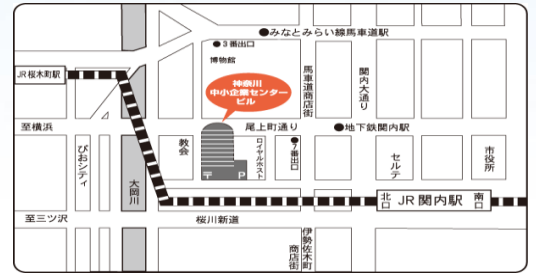 ●みなとみらい線馬車道駅
●3番出口
博物館
JR桜木町駅
神奈川
中小企業センター
ビル
馬車道商店街
関内大通り
至横浜
尾上町通り
●地下鉄関内駅
ぴおシティ
教会
ロイヤルホスト
●7番出口
セルテ
市役所
大岡川
〒 P
北口
JR 関内駅
南口
至三ツ沢
桜川新道
伊勢佐木町
商店街